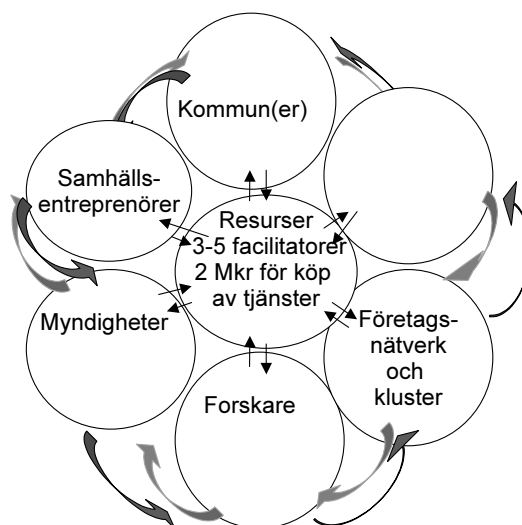 Kommun(er)
Samhälls-
entreprenörer
Resurser
3-5 facilitatorer
2 Mkr för köp
av tjänster
Myndigheter
Företags-
nätverk
och
kluster
Forskare